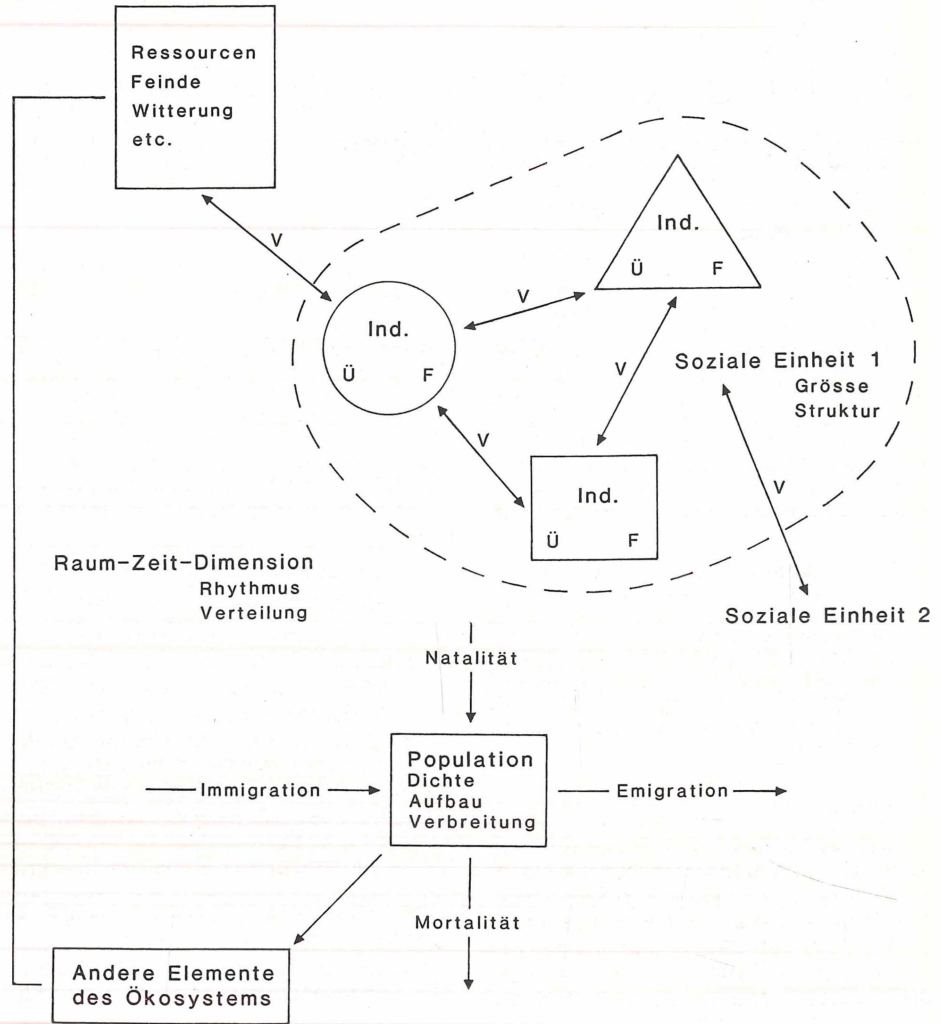 Ressourcen
Feinde
Witterung
etc.
V
Ind.
Ü F
V
Ind.
Ü F
V
V
Ind.
Ü F
Soziale Einheit 1
Grösse
Struktur
V
Soziale Einheit 2
Raum-Zeit-Dimension
Rhythmus
Verteilung
Natalität
Immigration
Population
Dichte
Aufbau
Verbreitung
Emigration
Mortalität
Andere Elemente
des Ökosystems